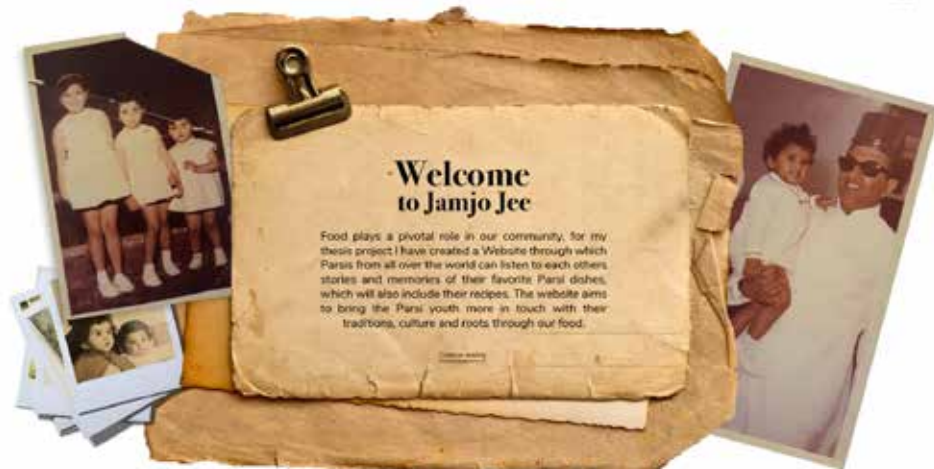 Welcome
to Jamjo Jee
Food plays a pivotal role in our community, for my
thesis project I have created a Website through which
Parsis from all over the world can listen to each others
stories and memories of their favorite Parsi dishes,
which will also include their recipes. The website aims
to bring the Parsi youth more in touch with their
traditions, culture and roots through our food.